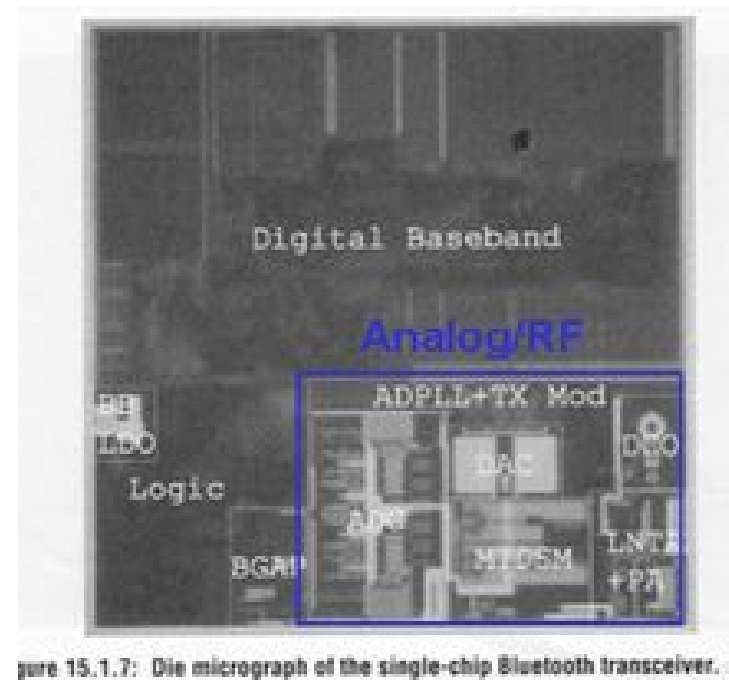 Digital Baseband
Analog/RF
ADPLL+TX Mod
DCO
DAC
Logic
LDO
BGAP
MTDSM
LNTA
+PA
gure 15.1.7: Die micrograph of the single-chip Bluetooth transceiver.